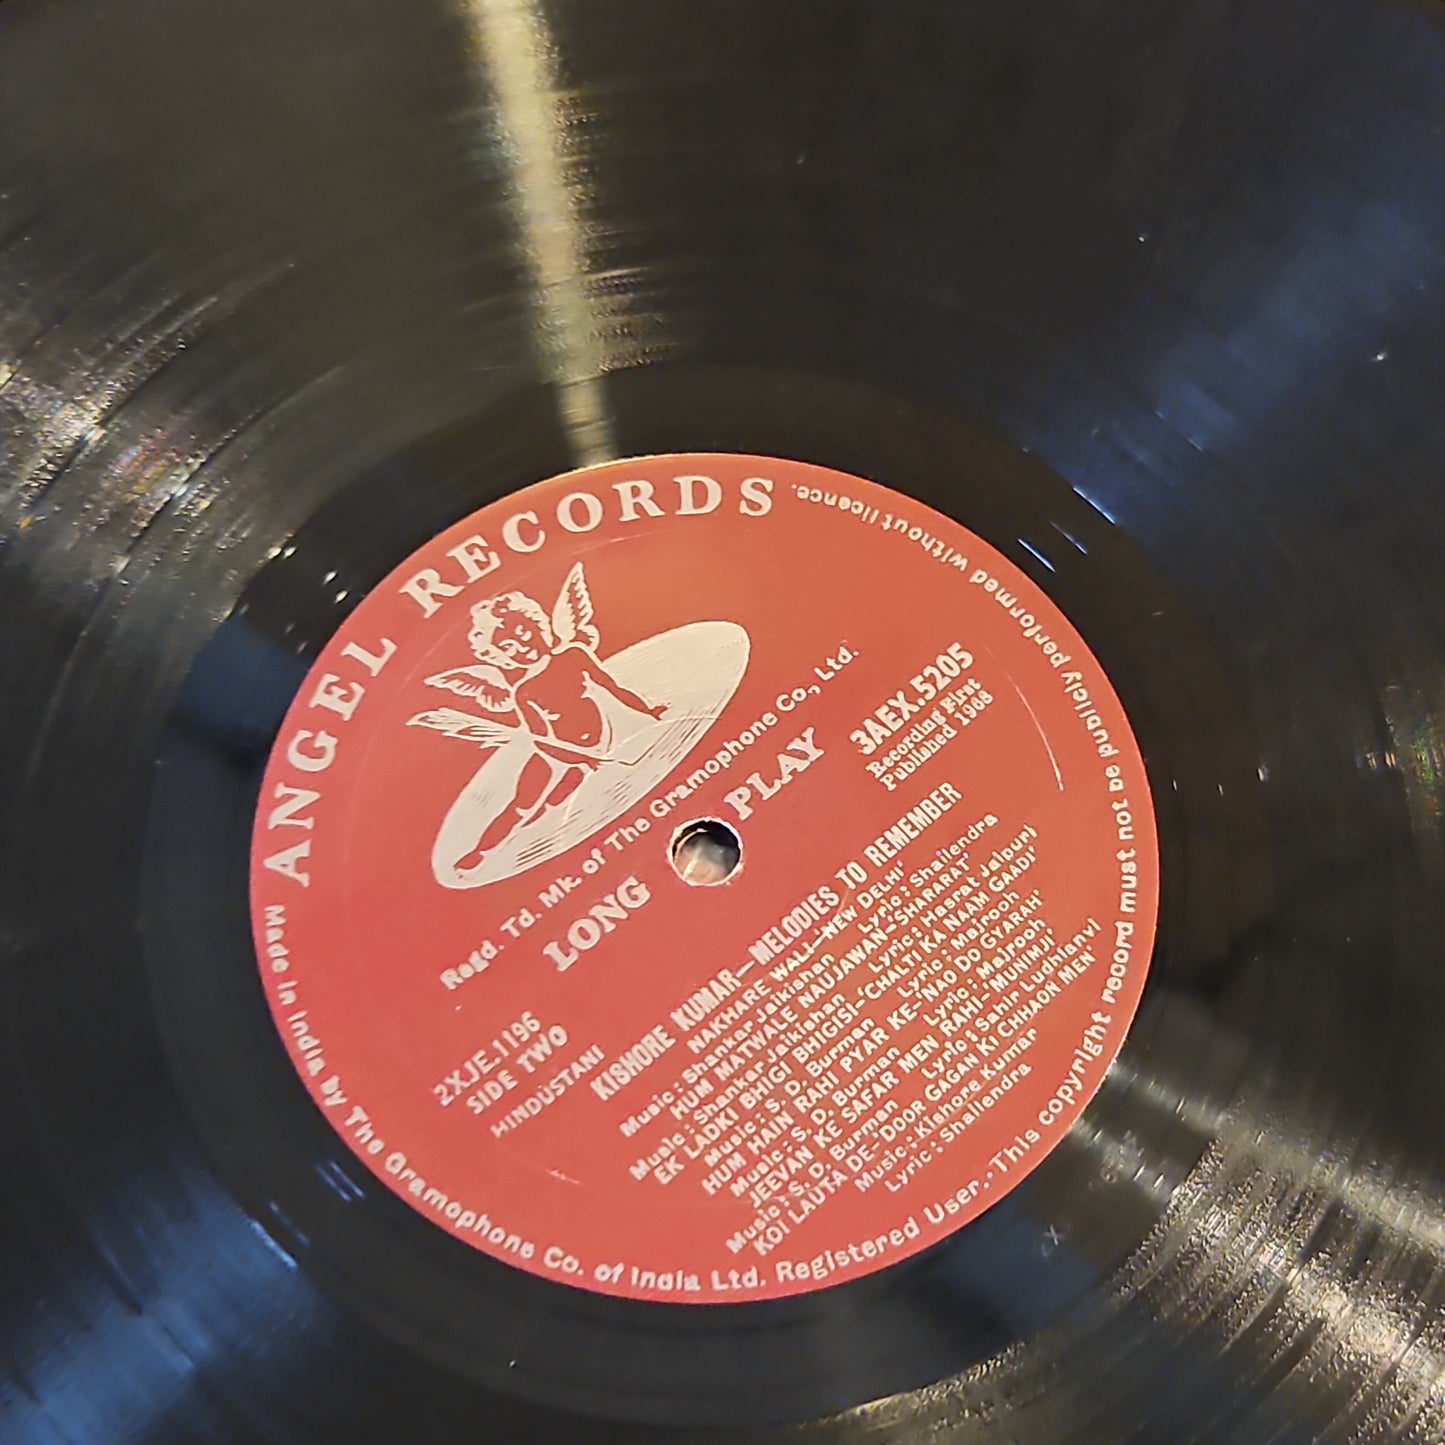 ANGEL RECORDS
Regd. Td. Mk. of The Gramophone Co., Ltd.
LONG PLAY
3AEX.5205
Recording First
Published 1968
2XJE.1196
SIDE TWO
HINDUSTANI
KISHORE KUMAR—MELODIES TO REMEMBER
NAKHARE WALI-'NEW DELHI'
Music: Shanker Jaikishan Lyric: Shailendra
HUM MATWALE NAUJAWAN-'SHARARAT'
Music: Shanker Jaikishan Lyric: Hasrat Jaipuri
EK LADKI BHIGI BHIGISI-'CHALTI KA NAAM GAADI'
Music: S. D. Burman Lyric: Majrooh
HUM HAIN RAHI PYAR KE-'NAO DO GYARAH'
Music: S. D. Burman Lyric: Majrooh
JEEVAN KE SAFAR MEN RAHI-'MUNIMJI'
Music: S. D. Burman Lyric: Sahir Ludhianvi
KOI LAUTA DE-'DOOR GAGAN KI CHHAON MEN'
Music: Kishore Kumar
Lyric: Shailendra
Made in India by The Gramophone Co. of India Ltd. Registered User. • This copyright record must not be publicly performed without licence.